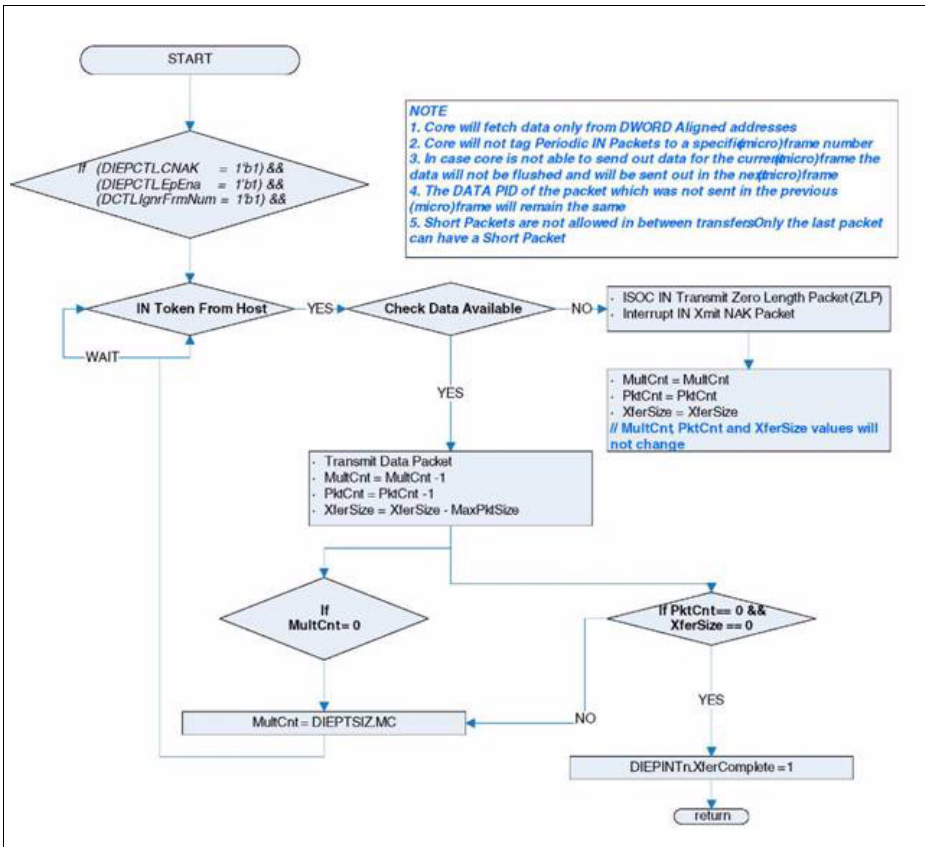 START
If (DIEPCTL.CNAK = 1'b1) &&
(DIEPCTL.EpEna = 1'b1) &&
(DCTL.IgnrFrmNum = 1'b1) &&
NOTE
1. Core will fetch data only from DWORD Aligned addresses
2. Core will not tag Periodic IN Packets to a specific(micro)frame number
3. In case core is not able to send out data for the current(micro)frame the
data will not be flushed and will be sent out in the next(micro)frame
4. The DATA PID of the packet which was not sent in the previous
(micro)frame will remain the same
5. Short Packets are not allowed in between transfersOnly the last packet
can have a Short Packet
IN Token From Host
YES
Check Data Available
NO
· ISOC IN Transmit Zero Length Packet(ZLP)
· Interrupt IN Xmit NAK Packet
WAIT
YES
· MultCnt = MultCnt
· PktCnt = PktCnt
· XferSize = XferSize
// MultCnt, PktCnt and XferSize values will
not change
· Transmit Data Packet
· MultCnt = MultCnt -1
· PktCnt = PktCnt -1
· XferSize = XferSize - MaxPktSize
If
MultCnt= 0
If PktCnt== 0 &&
XferSize == 0
YES
NO
MultCnt = DIEPTSIZ.MC
DIEPINTn.XferComplete =1
return